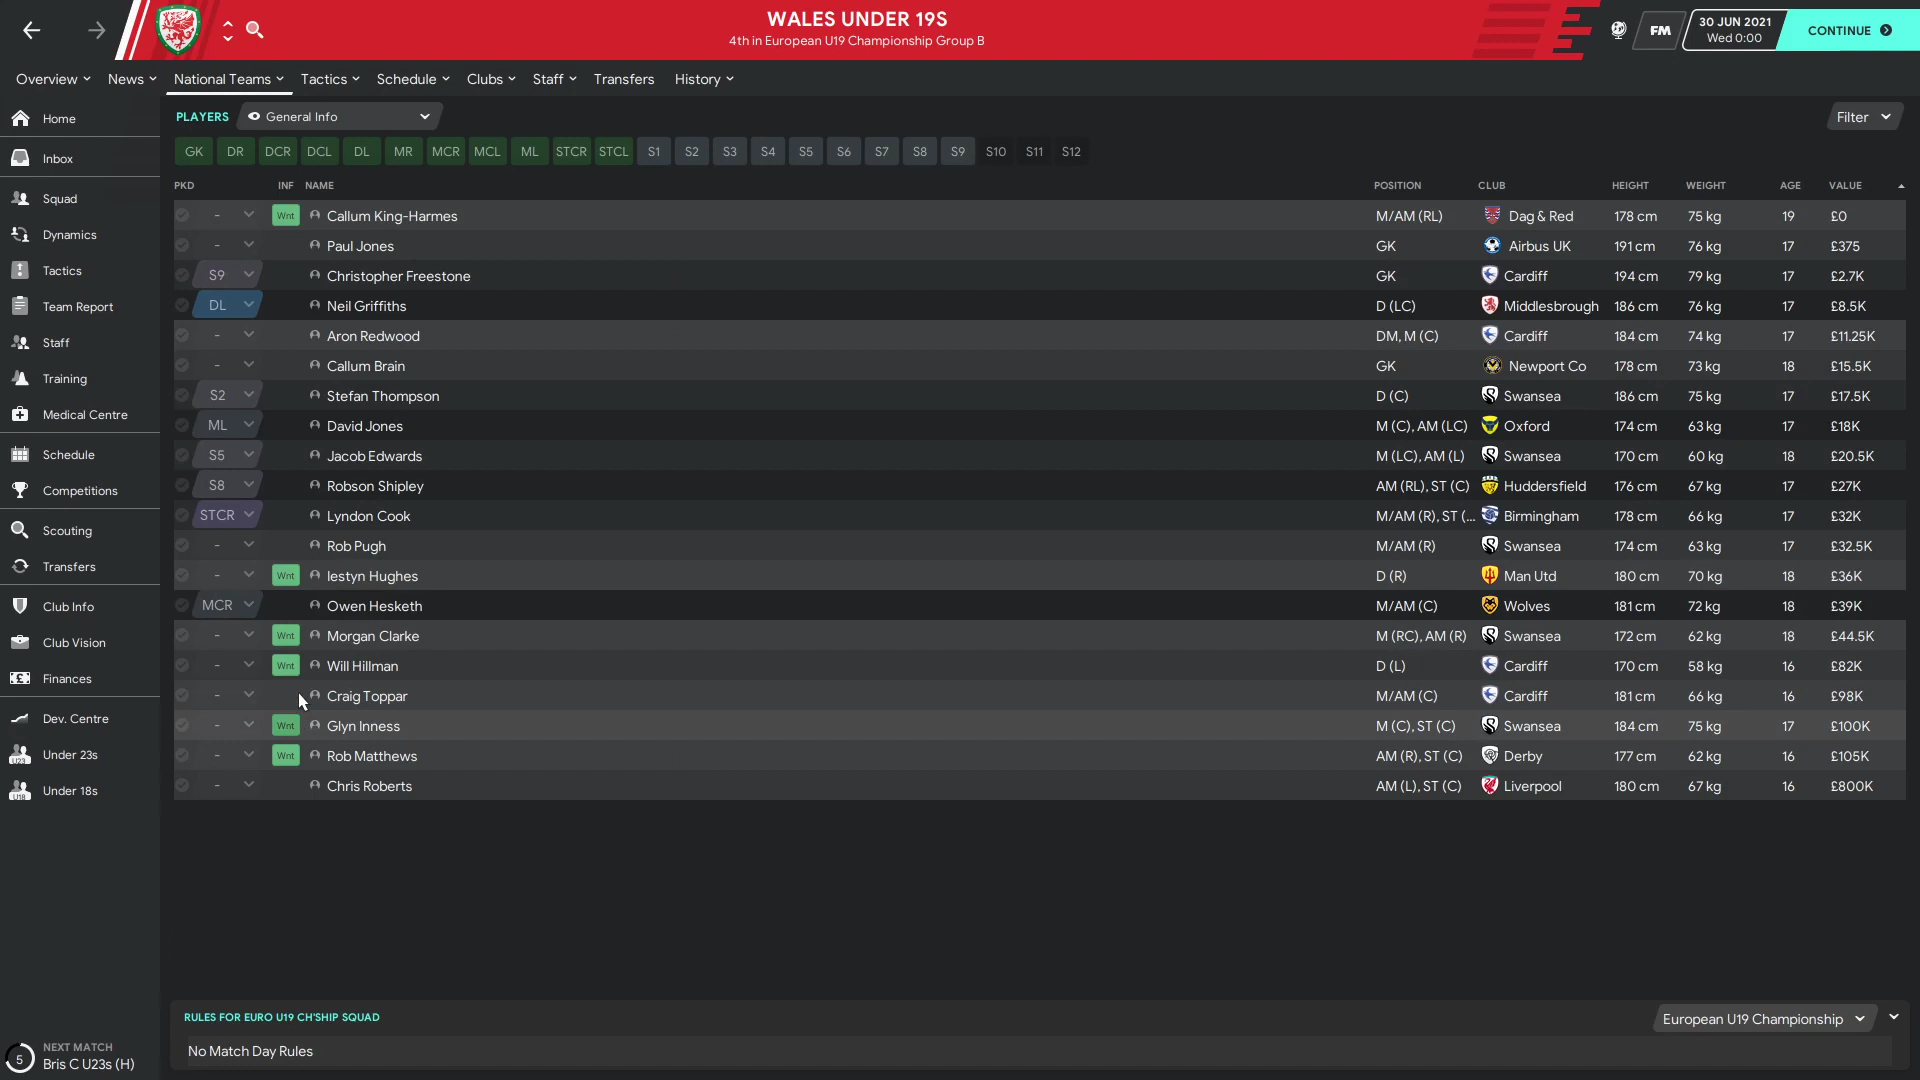 WALES UNDER 19S
4th in European U19 Championship Group B
FM
30 JUN 2021
Wed 0:00
CONTINUE
Overview News National Teams Tactics Schedule Clubs Staff Transfers History
Home
Inbox
Squad
Dynamics
Tactics
Team Report
Staff
Training
Medical Centre
Schedule
Competitions
Scouting
Transfers
Club Info
Club Vision
Finances
Dev. Centre
U23 Under 23s
U18 Under 18s
5 NEXT MATCH
Bris C U23s (H)
PLAYERS General Info Filter
GK DR DCR DCL DL MR MCR MCL ML STCR STCL S1 S2 S3 S4 S5 S6 S7 S8 S9 S10 S11 S12
PKD INF NAME POSITION CLUB HEIGHT WEIGHT AGE VALUE
- Wnt Callum King-Harmes M/AM (RL) Dag & Red 178 cm 75 kg 19 £0
- Paul Jones GK Airbus UK 191 cm 76 kg 17 £375
S9 Christopher Freestone GK Cardiff 194 cm 79 kg 17 £2.7K
DL Neil Griffiths D (LC) Middlesbrough 186 cm 76 kg 17 £8.5K
- Aron Redwood DM, M (C) Cardiff 184 cm 74 kg 17 £11.25K
- Callum Brain GK Newport Co 178 cm 73 kg 18 £15.5K
S2 Stefan Thompson D (C) Swansea 186 cm 75 kg 17 £17.5K
ML David Jones M (C), AM (LC) Oxford 174 cm 63 kg 17 £18K
S5 Jacob Edwards M (LC), AM (L) Swansea 170 cm 60 kg 18 £20.5K
S8 Robson Shipley AM (RL), ST (C) Huddersfield 176 cm 67 kg 17 £27K
STCR Lyndon Cook M/AM (R), ST (... Birmingham 178 cm 66 kg 17 £32K
- Rob Pugh M/AM (R) Swansea 174 cm 63 kg 17 £32.5K
- Wnt Iestyn Hughes D (R) Man Utd 180 cm 70 kg 18 £36K
MCR Owen Hesketh M/AM (C) Wolves 181 cm 72 kg 18 £39K
- Wnt Morgan Clarke M (RC), AM (R) Swansea 172 cm 62 kg 18 £44.5K
- Wnt Will Hillman D (L) Cardiff 170 cm 58 kg 16 £82K
- Craig Toppar M/AM (C) Cardiff 181 cm 66 kg 16 £98K
- Wnt Glyn Inness M (C), ST (C) Swansea 184 cm 75 kg 17 £100K
- Wnt Rob Matthews AM (R), ST (C) Derby 177 cm 62 kg 16 £105K
- Chris Roberts AM (L), ST (C) Liverpool 180 cm 67 kg 16 £800K
RULES FOR EURO U19 CH'SHIP SQUAD European U19 Championship
No Match Day Rules